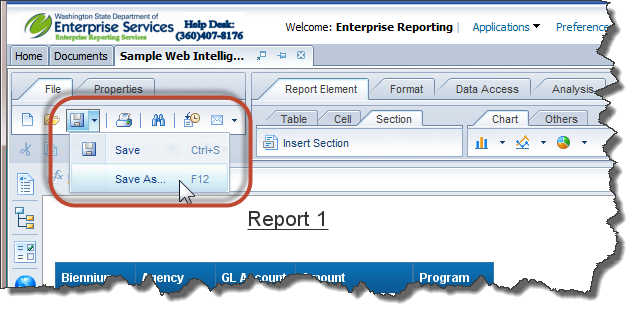 Washington State Department of
Enterprise Services
Enterprise Reporting Services
Help Desk:
(360)407-8176
Welcome: Enterprise Reporting
Applications
Preference
Home
Documents
Sample Web Intellig...
File
Properties
Report Element
Format
Data Access
Analysis
Table
Cell
Section
Chart
Others
Insert Section
Save Ctrl+S
Save As... F12
Report 1
Biennium Agency GL Account Amount Program